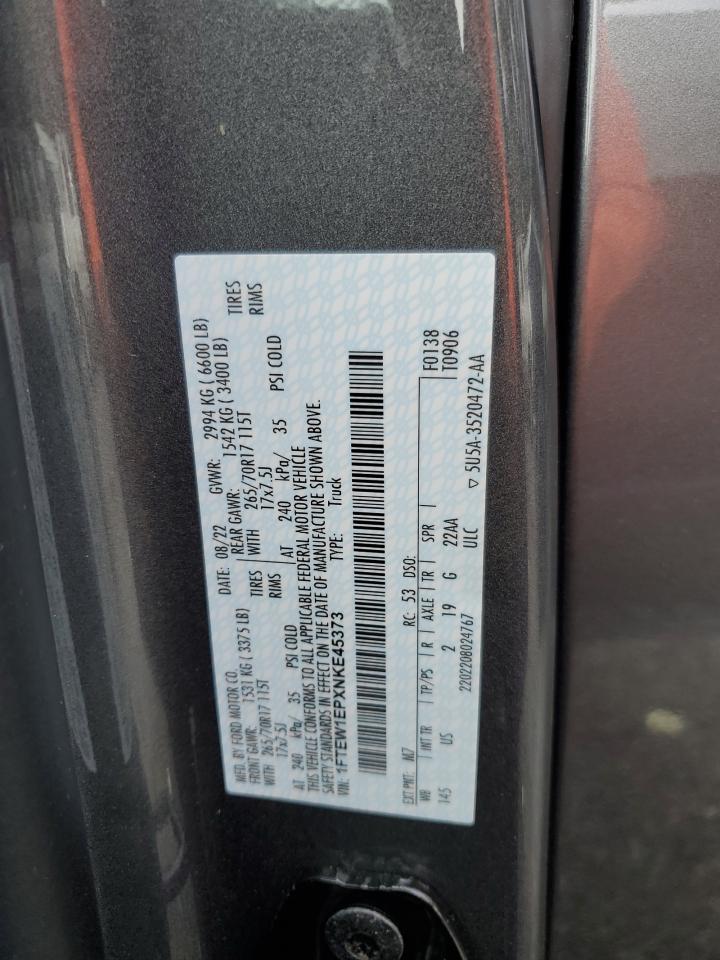 MFD. BY FORD MOTOR CO. DATE: 08/22 GVWR: 2994 KG ( 6600 LB)
FRONT GAWR: 1531 KG ( 3375 LB) REAR GAWR: 1542 KG ( 3400 LB)
WITH 265/70R17 115T TIRES WITH 265/70R17 115T TIRES
17x7.5J RIMS 17x7.5J RIMS
AT 240 kPa/ 35 PSI COLD AT 240 kPa/ 35 PSI COLD
THIS VEHICLE CONFORMS TO ALL APPLICABLE FEDERAL MOTOR VEHICLE
SAFETY STANDARDS IN EFFECT ON THE DATE OF MANUFACTURE SHOWN ABOVE.
VIN: 1FTEW1EPXNKE45373 TYPE: Truck
EXT PNT: M7 RC: 53 DSO: F0138
WB INT TR TP/PS R AXLE TR SPR T0906
145 US 2 19 G 22AA
2202208024767 ULC ▽ 5U5A-3520472-AA